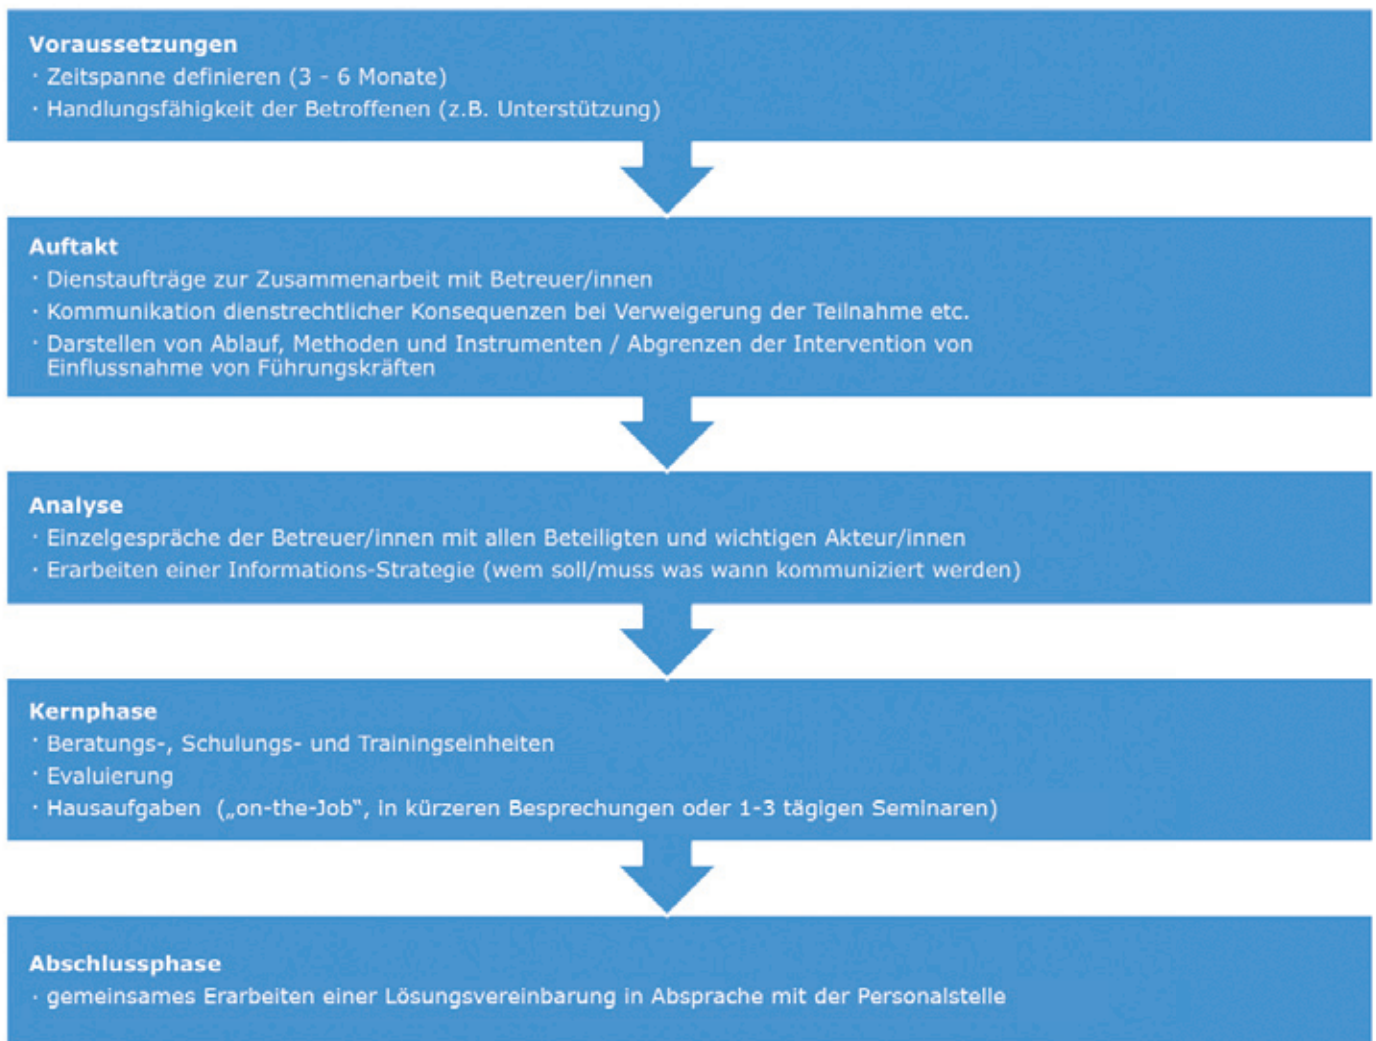 Voraussetzungen
· Zeitspanne definieren (3 - 6 Monate)
· Handlungsfähigkeit der Betroffenen (z.B. Unterstützung)
Auftakt
· Dienstaufträge zur Zusammenarbeit mit Betreuer/innen
· Kommunikation dienstrechtlicher Konsequenzen bei Verweigerung der Teilnahme etc.
· Darstellen von Ablauf, Methoden und Instrumenten / Abgrenzen der Intervention von
Einflussnahme von Führungskräften
Analyse
· Einzelgespräche der Betreuer/innen mit allen Beteiligten und wichtigen Akteur/innen
· Erarbeiten einer Informations-Strategie (wem soll/muss was wann kommuniziert werden)
Kernphase
· Beratungs-, Schulungs- und Trainingseinheiten
· Evaluierung
· Hausaufgaben („on-the-Job“, in kürzeren Besprechungen oder 1-3 tägigen Seminaren)
Abschlussphase
· gemeinsames Erarbeiten einer Lösungsvereinbarung in Absprache mit der Personalstelle